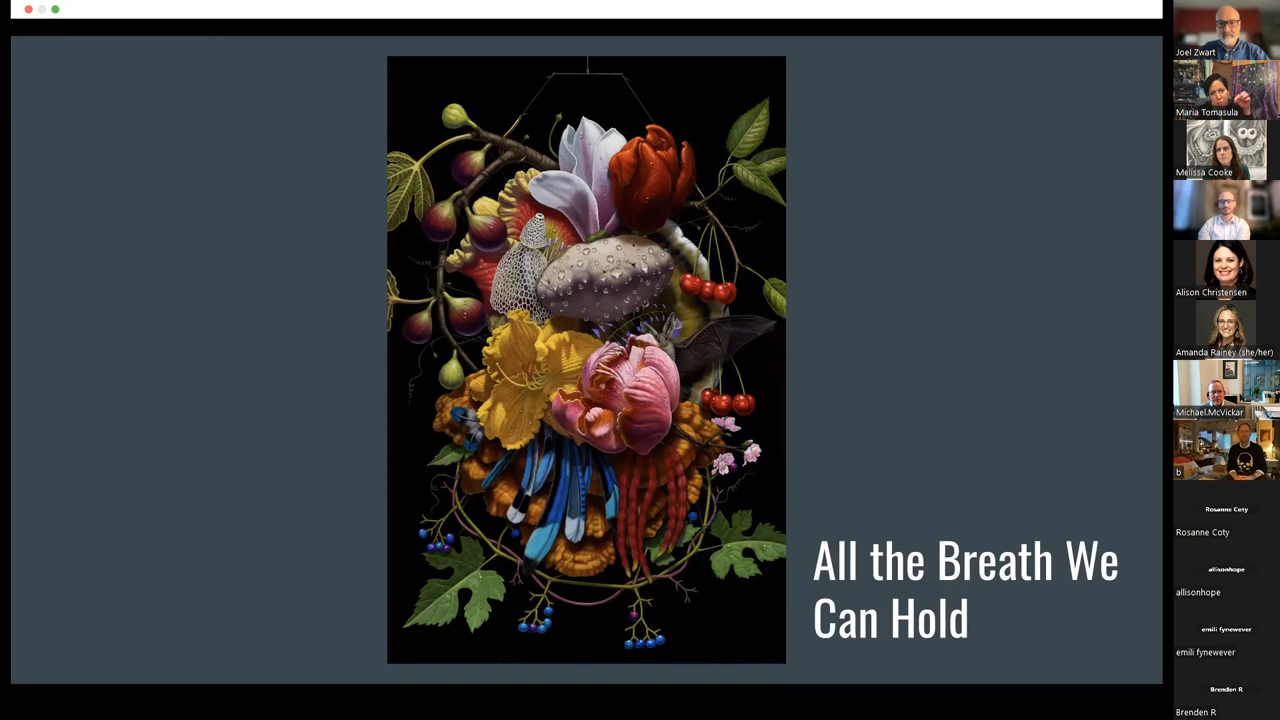 All the Breath We
Can Hold
Joel Zwart
Maria Tomasula
Melissa Cooke
Alison Christensen
Amanda Rainey (she/her)
Michael.McVickar
b
Rosanne Coty
Rosanne Coty
allisonhope
allisonhope
emili fynewever
emili fynewever
Brenden R
Brenden R